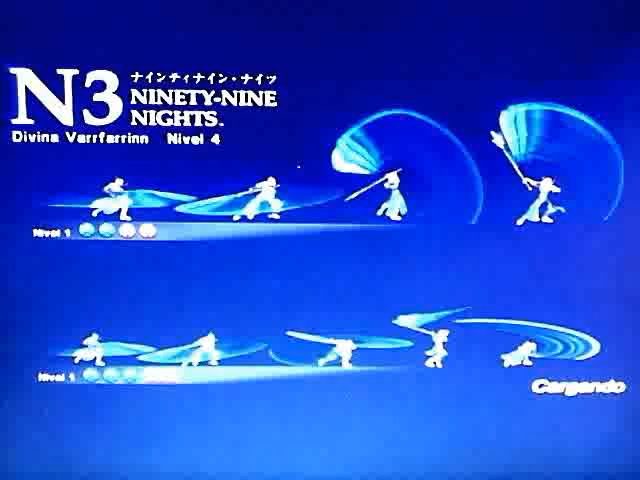 N3
ナインティナイン・ナイツ
NINETY-NINE
NIGHTS.
Divina Varrfarrinn Nivel 4
Nivel 1
Nivel 1
Cargando